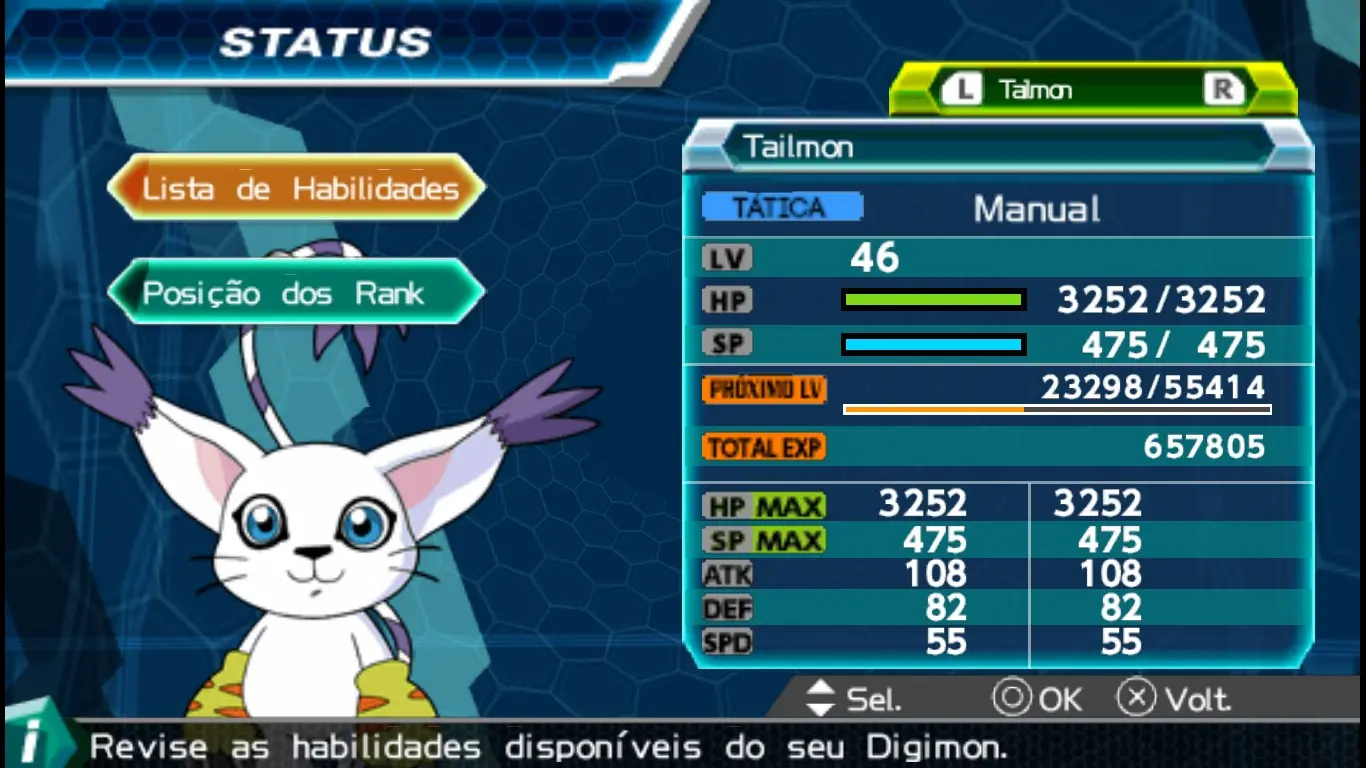 STATUS
L Talmon R
Tailmon
Lista de Habilidades
Posição dos Rank
TÁTICA Manual
LV 46
HP 3252/3252
SP 475/ 475
PRÓXIMO LV 23298/55414
TOTAL EXP 657805
HP MAX 3252 3252
SP MAX 475 475
ATK 108 108
DEF 82 82
SPD 55 55
Sel. OK Volt.
i Revise as habilidades disponíveis do seu Digimon.